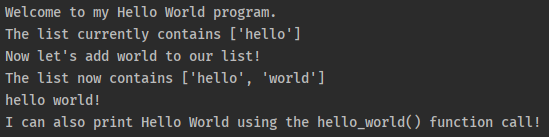 Welcome to my Hello World program.
The list currently contains ['hello']
Now let's add world to our list!
The list now contains ['hello', 'world']
hello world!
I can also print Hello World using the hello_world() function call!